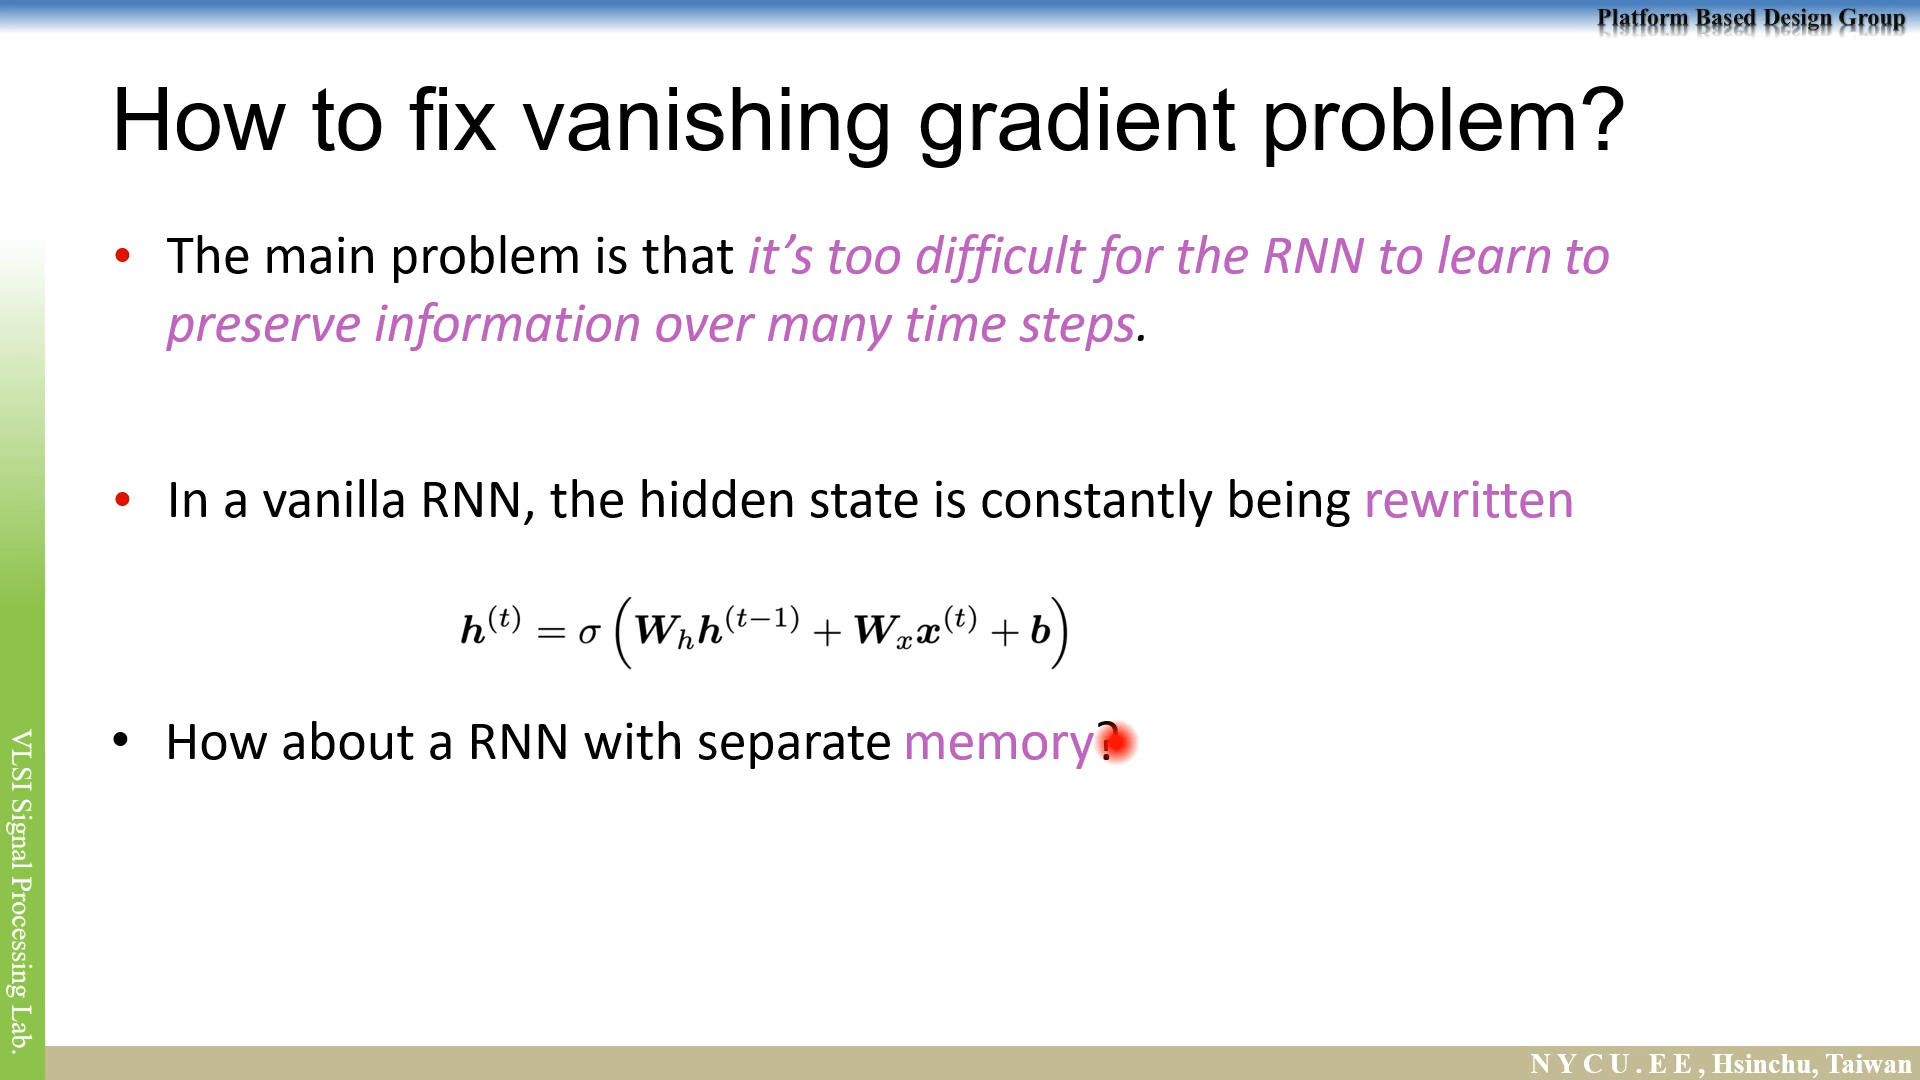 Platform Based Design Group
How to fix vanishing gradient problem?
• The main problem is that it’s too difficult for the RNN to learn to
preserve information over many time steps.
• In a vanilla RNN, the hidden state is constantly being rewritten
h^(t) = σ(W_h h^(t−1) + W_x x^(t) + b)
• How about a RNN with separate memory?
VLSI Signal Processing Lab.
N Y C U . E E , Hsinchu, Taiwan